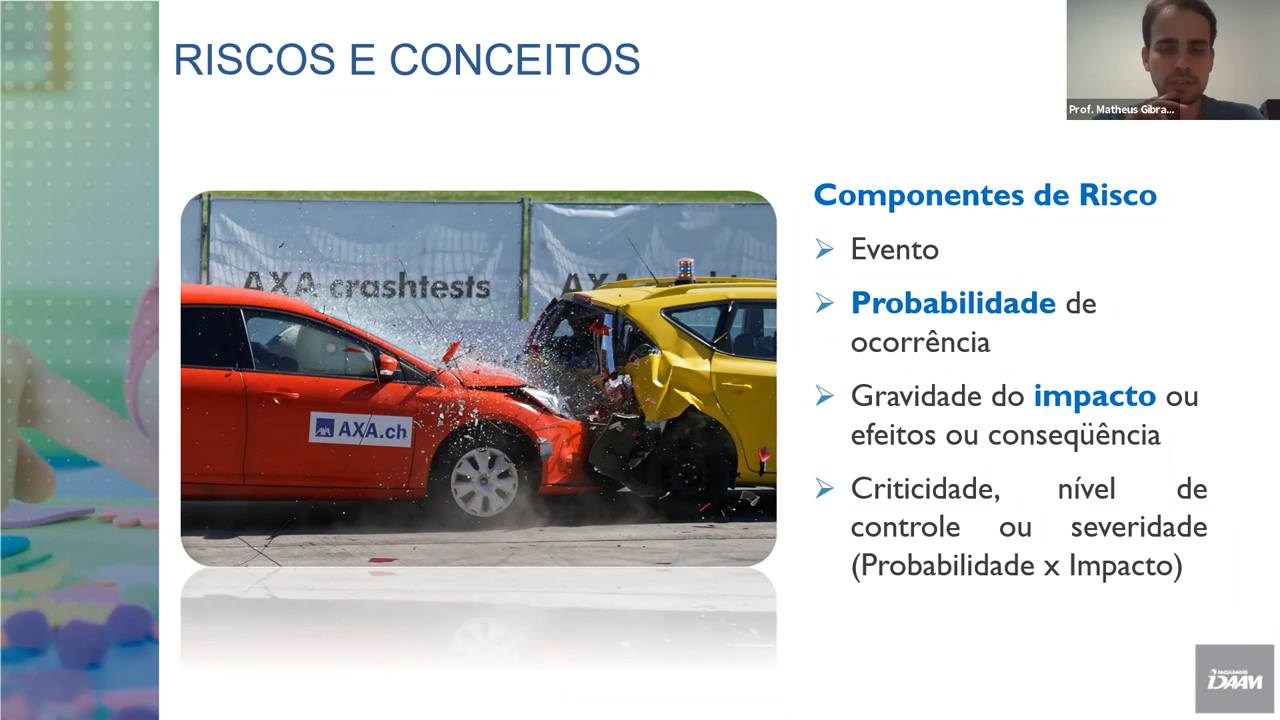 RISCOS E CONCEITOS
Prof. Matheus Gibra...
Componentes de Risco
Evento
Probabilidade de
ocorrência
Gravidade do impacto ou
efeitos ou conseqüência
Criticidade, nível de
controle ou severidade
(Probabilidade x Impacto)
AXA crashtests
AXA
AXA.ch
FACULDADES
IDAAM